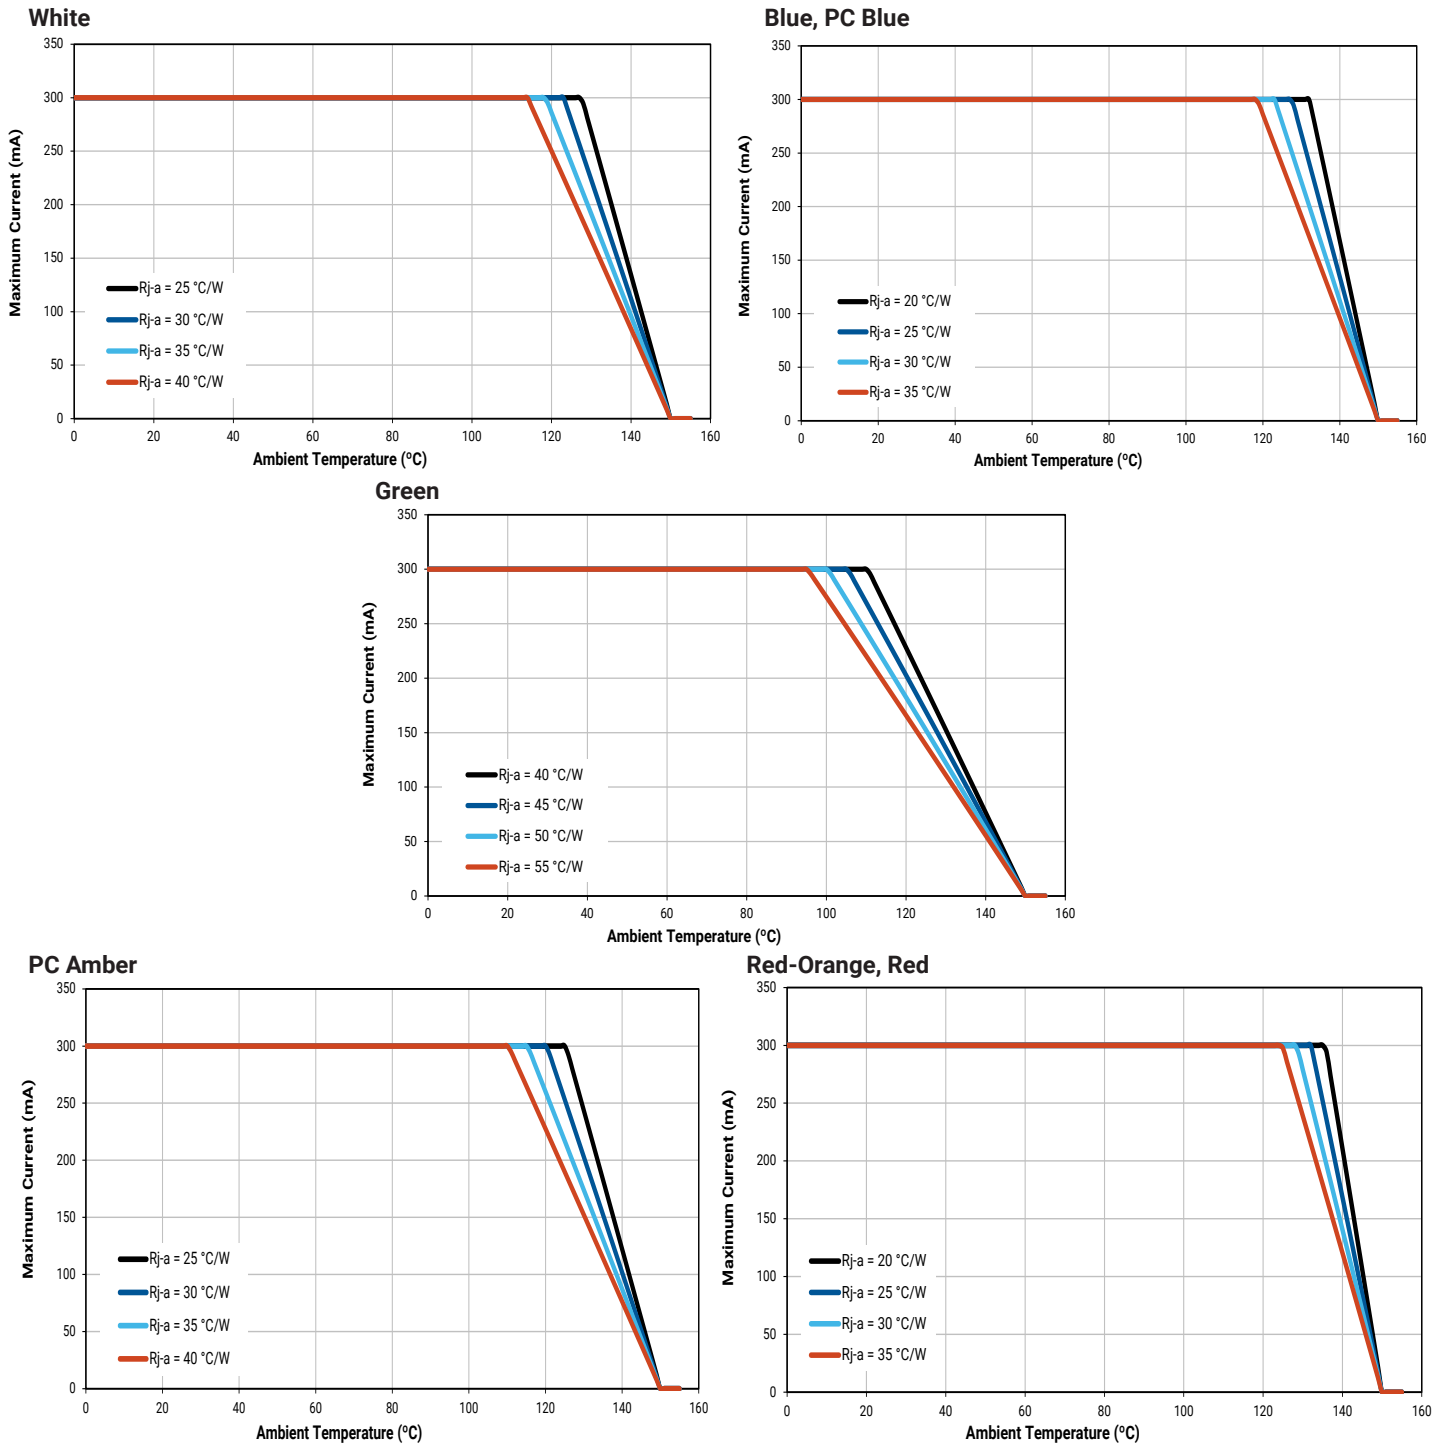 White
350
300
250
200
150
100
50
0
Maximum Current (mA)
Rj-a = 25 °C/W
Rj-a = 30 °C/W
Rj-a = 35 °C/W
Rj-a = 40 °C/W
0 20 40 60 80 100 120 140 160
Ambient Temperature (ºC)
Blue, PC Blue
350
300
250
200
150
100
50
0
Maximum Current (mA)
Rj-a = 20 °C/W
Rj-a = 25 °C/W
Rj-a = 30 °C/W
Rj-a = 35 °C/W
0 20 40 60 80 100 120 140 160
Ambient Temperature (ºC)
Green
350
300
250
200
150
100
50
0
Maximum Current (mA)
Rj-a = 40 °C/W
Rj-a = 45 °C/W
Rj-a = 50 °C/W
Rj-a = 55 °C/W
0 20 40 60 80 100 120 140 160
Ambient Temperature (ºC)
PC Amber
350
300
250
200
150
100
50
0
Maximum Current (mA)
Rj-a = 25 °C/W
Rj-a = 30 °C/W
Rj-a = 35 °C/W
Rj-a = 40 °C/W
0 20 40 60 80 100 120 140 160
Ambient Temperature (ºC)
Red-Orange, Red
350
300
250
200
150
100
50
0
Maximum Current (mA)
Rj-a = 20 °C/W
Rj-a = 25 °C/W
Rj-a = 30 °C/W
Rj-a = 35 °C/W
0 20 40 60 80 100 120 140 160
Ambient Temperature (ºC)